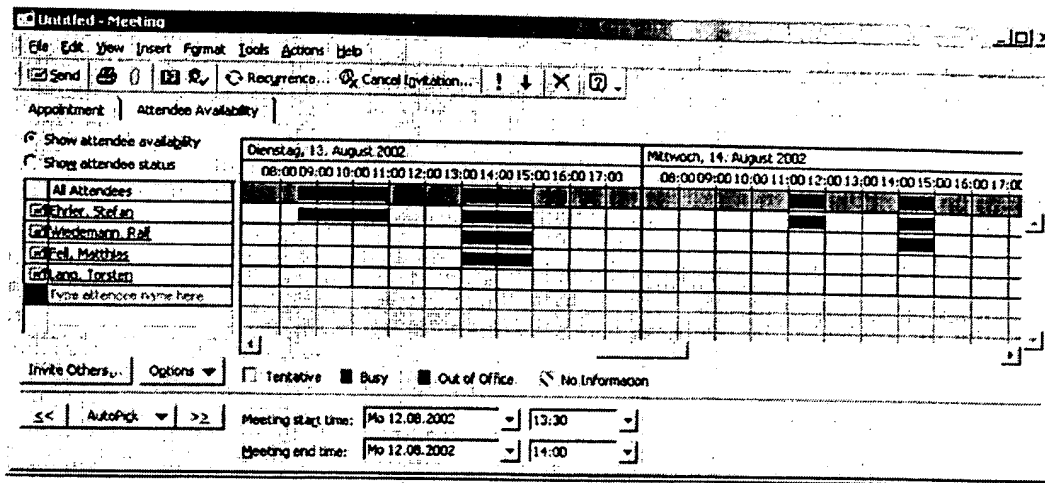 Untitled - Meeting
File Edit View Insert Format Tools Actions Help
Send Recurrence... Cancel Invitation...
Appointment Attendee Availability
Show attendee availability
Show attendee status
Dienstag, 13. August 2002 Mittwoch, 14. August 2002
08:00 09:00 10:00 11:00 12:00 13:00 14:00 15:00 16:00 17:00 08:00 09:00 10:00 11:00 12:00 13:00 14:00 15:00 16:00 17:00
All Attendees
Stefan
Wiedemann, Ralf
Fell, Matthias
Lang, Torsten
Type attendee name here
Invite Others... Options
Tentative Busy Out of Office No Information
<< AutoPick >>
Meeting start time: Mo 12.08.2002 13:30
Meeting end time: Mo 12.08.2002 14:00